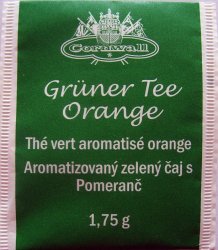 Cornwall
Grüner Tee
Orange
Thé vert aromatisé orange
Aromatizovaný zelený čaj s
Pomeranč
1,75 g